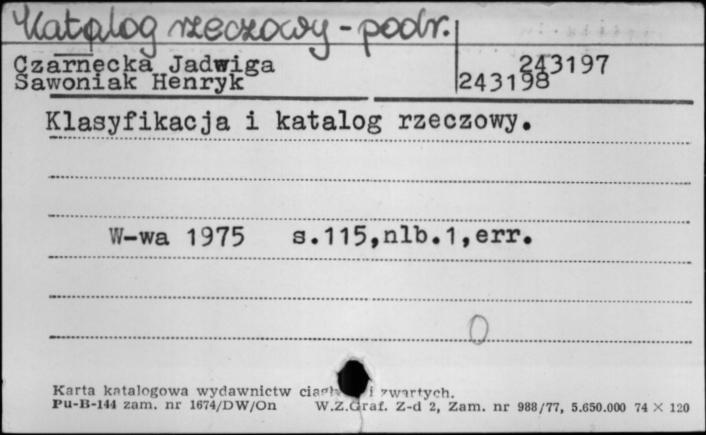 Katalog rzeczowy - podr.
Czarnecka Jadwiga 243197
Sawoniak Henryk 243198
Klasyfikacja i katalog rzeczowy.
W-wa 1975 s.115,nlb.1,err.
0
Karta katalogowa wydawnictw i zwartych.
Pu-B-144 zam. nr 1674/DW/On W.Z.Graf. Z-d 2, Zam. nr 988/77, 5.650.000 74 × 120